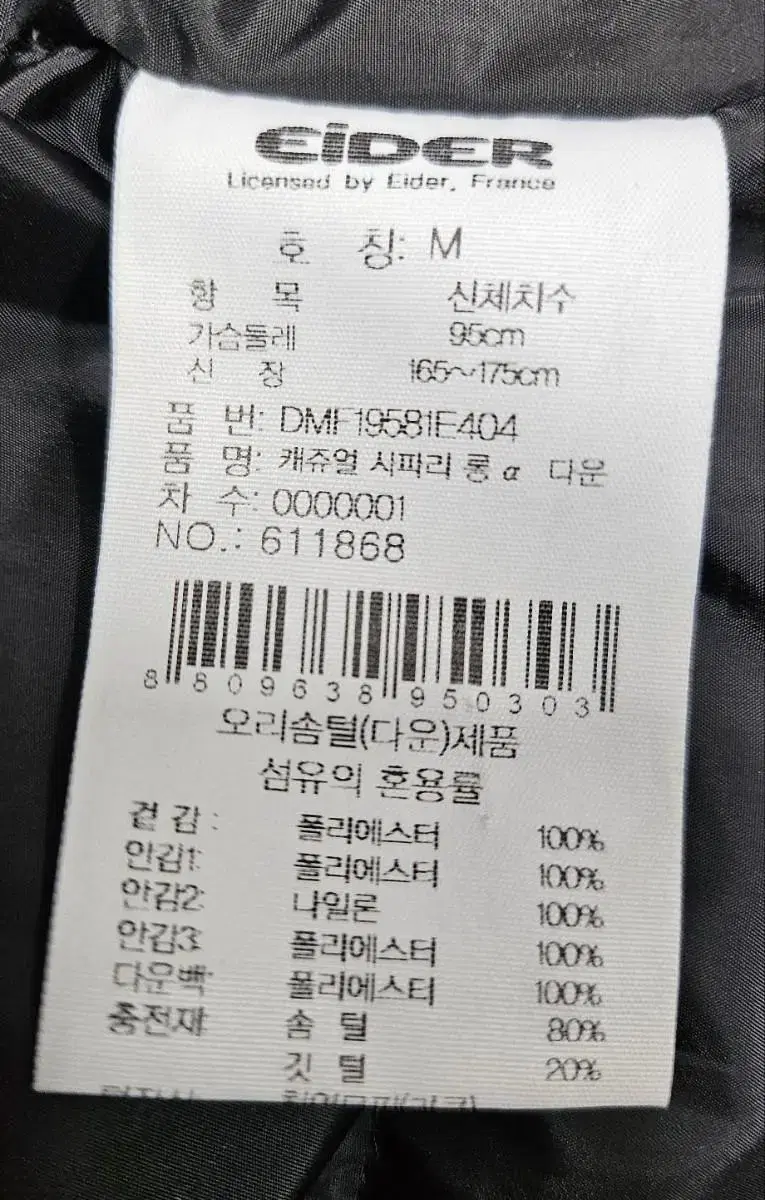 EiDER
Licensed by Eider, France
호 칭: M
항 목 신체치수
가슴둘레 95cm
신 장 165~175cm
품 번: DMF19581E404
품 명: 캐쥬얼 시파리 롱 α 다운
차 수: 0000001
NO.: 611868
8 809638 950303
오리솜털(다운)제품
섬유의 혼용률
겉감: 폴리에스터 100%
안감1: 폴리에스터 100%
안감2: 나일론 100%
안감3: 폴리에스터 100%
다운백: 폴리에스터 100%
충전재 솜 털 80%
깃 털 20%